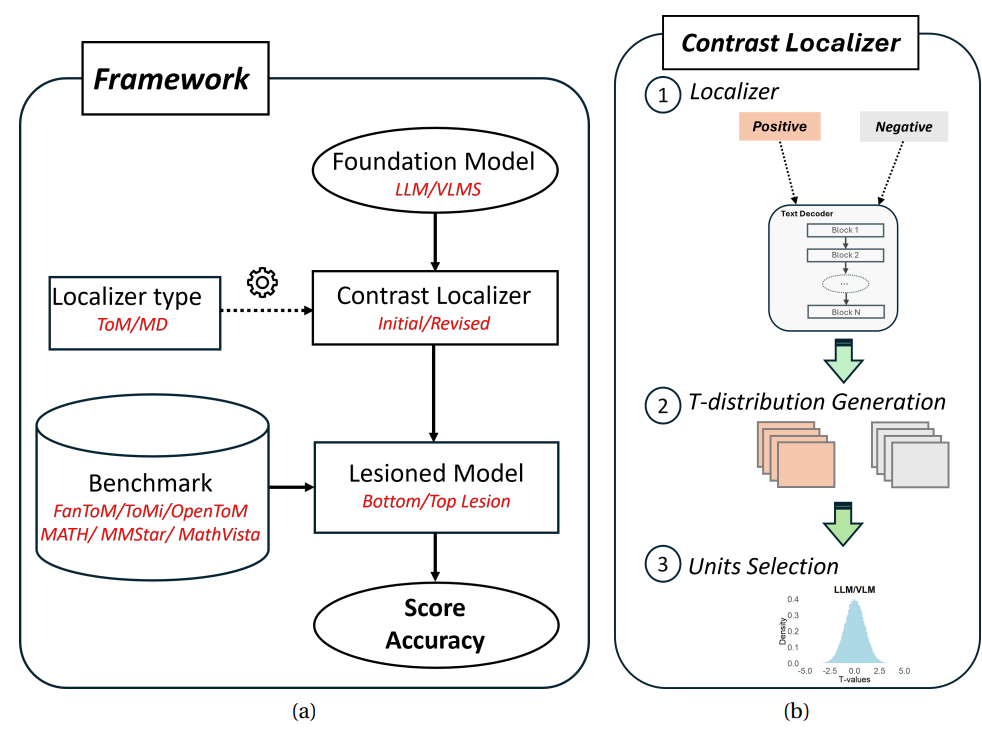 Framework
Foundation Model
LLM/VLMS
Localizer type
ToM/MD
Contrast Localizer
Initial/Revised
Benchmark
FanToM/ToMi/OpenToM
MATH/ MMStar/ MathVista
Lesioned Model
Bottom/Top Lesion
Score
Accuracy
(a)
Contrast Localizer
1 Localizer
Positive
Negative
Text Decoder
Block 1
Block 2
...
Block N
2 T-distribution Generation
3 Units Selection
LLM/VLM
Density
0.4
0.3
0.2
0.1
0.0
-5.0 -2.5 0.0 2.5 5.0
T-values
(b)